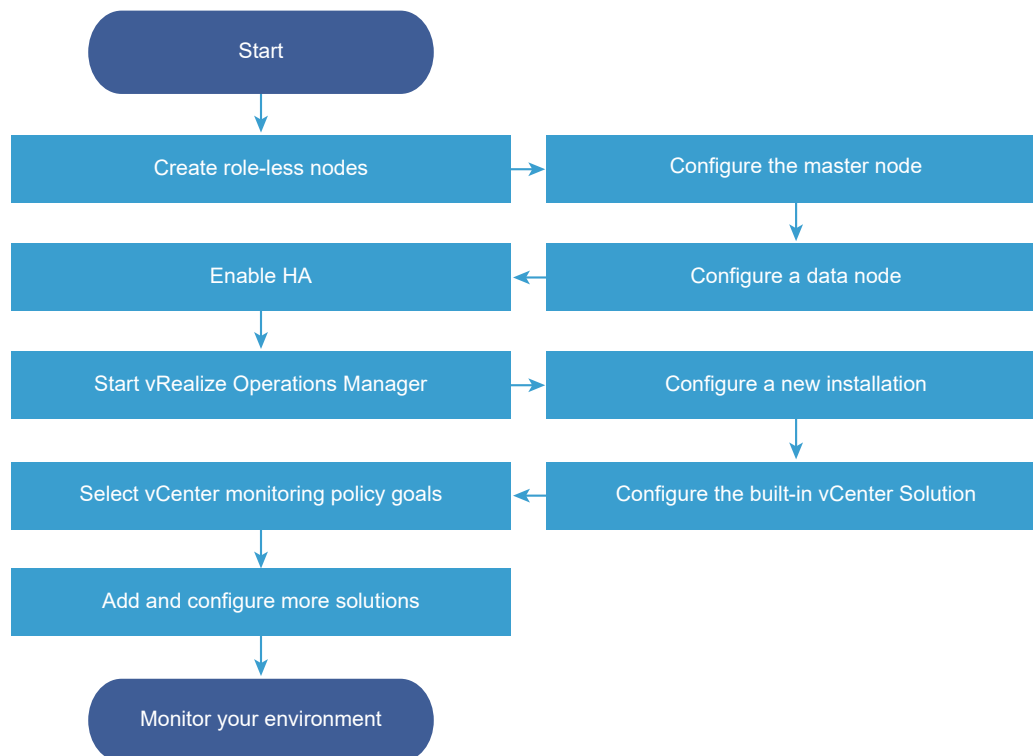 Start
Create role-less nodes
Configure the master node
Configure a data node
Enable HA
Start vRealize Operations Manager
Configure a new installation
Configure the built-in vCenter Solution
Select vCenter monitoring policy goals
Add and configure more solutions
Monitor your environment